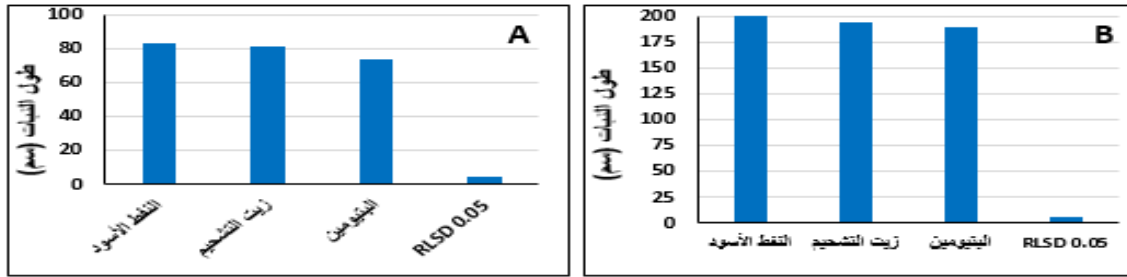 A
طول النبات (سم)
100
80
60
40
20
0
النفط الأسود
زيت التشحيم
البتيومين
RLSD 0.05
B
طول النبات (سم)
200
175
150
125
100
75
50
25
0
النفط الأسود
زيت التشحيم
البتيومين
RLSD 0.05